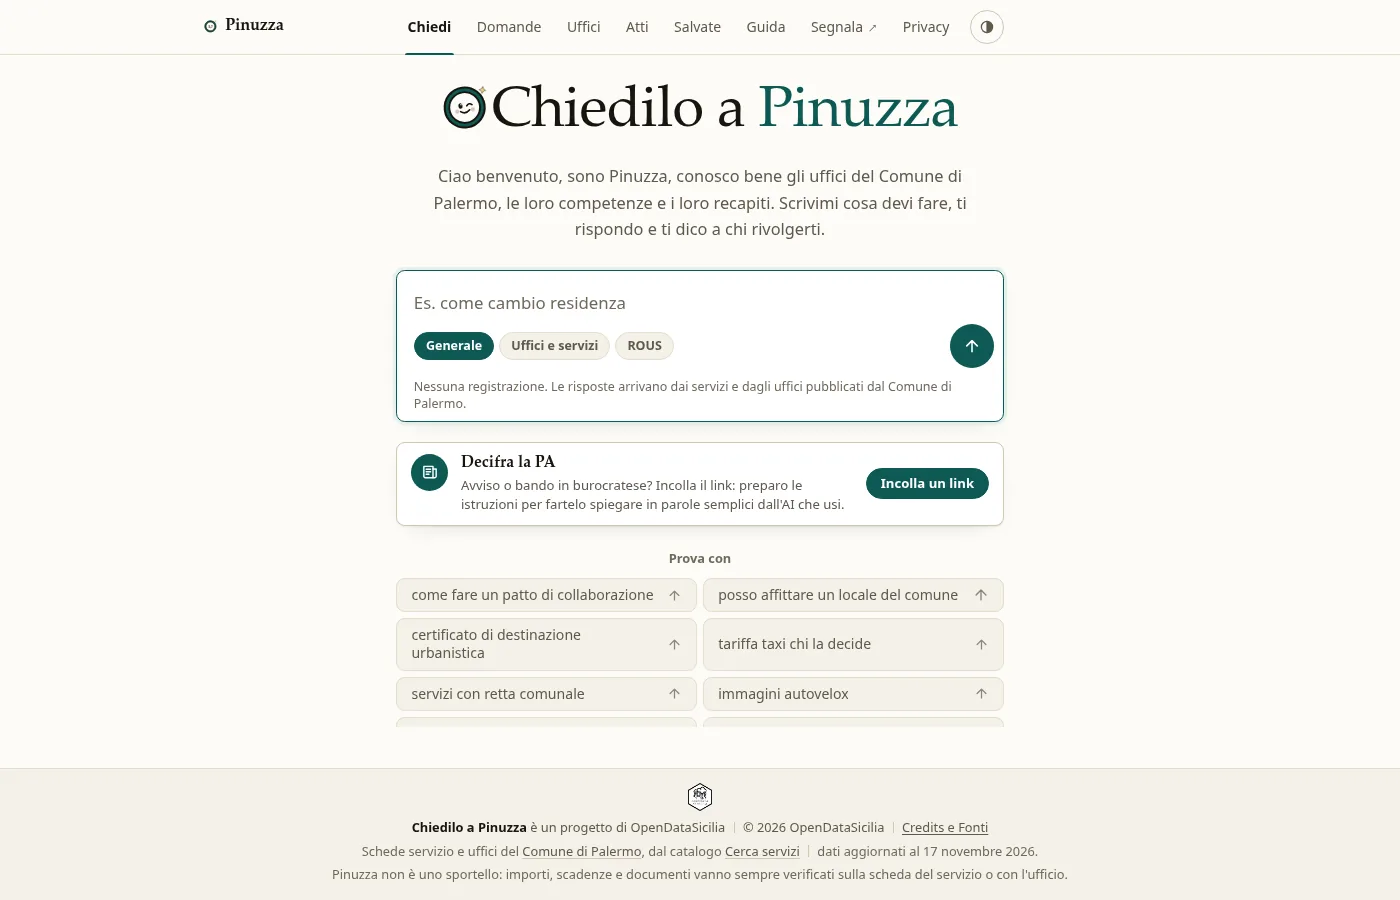 Pinuzza
Chiedi
Domande
Uffici
Atti
Salvate
Guida
Segnala ↗
Privacy
Chiedilo a Pinuzza
Ciao benvenuto, sono Pinuzza, conosco bene gli uffici del Comune di
Palermo, le loro competenze e i loro recapiti. Scrivimi cosa devi fare, ti
rispondo e ti dico a chi rivolgerti.
Es. come cambio residenza
Generale
Uffici e servizi
ROUS
Nessuna registrazione. Le risposte arrivano dai servizi e dagli uffici pubblicati dal Comune di
Palermo.
Decifra la PA
Avviso o bando in burocratese? Incolla il link: preparo le
istruzioni per fartelo spiegare in parole semplici dall'AI che usi.
Incolla un link
Prova con
come fare un patto di collaborazione
posso affittare un locale del comune
certificato di destinazione
urbanistica
tariffa taxi chi la decide
servizi con retta comunale
immagini autovelox
Chiedilo a Pinuzza è un progetto di OpenDataSicilia | © 2026 OpenDataSicilia | Credits e Fonti
Schede servizio e uffici del Comune di Palermo, dal catalogo Cerca servizi | dati aggiornati al 17 novembre 2026.
Pinuzza non è uno sportello: importi, scadenze e documenti vanno sempre verificati sulla scheda del servizio o con l'ufficio.